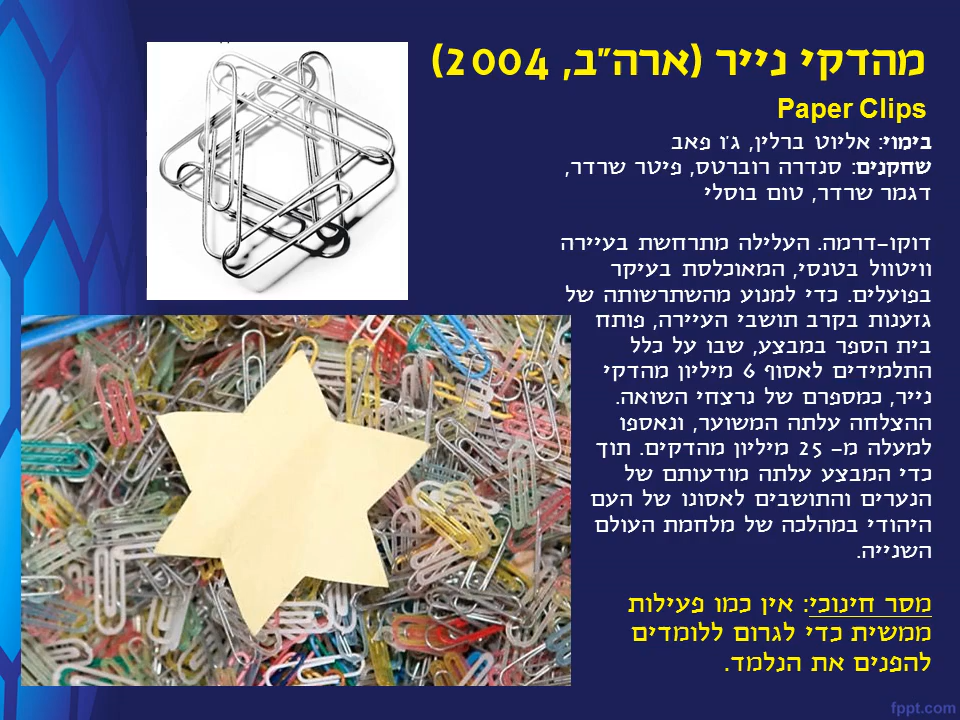 מהדקי נייר (ארה"ב, 2004)
Paper Clips
בימוי: אליוט ברלין, ג'ו פאב
שחקנים: סנדרה רוברטס, פיטר שרדר,
דגמר שרדר, טום בוסלי
דוקו-דרמה. העלילה מתרחשת בעיירה
וויטוול בטנסי, המאוכלסת בעיקר
בפועלים. כדי למנוע מהשתרשותה של
גזענות בקרב תושבי העיירה, פותח
בית הספר במבצע, שבו על כלל
התלמידים לאסוף 6 מיליון מהדקי
נייר, כמספרם של נרצחי השואה.
ההצלחה עלתה המשוער, ונאספו
למעלה מ- 25 מיליון מהדקים. תוך
כדי המבצע עלתה מודעותם של
הנערים והתושבים לאסונו של העם
היהודי במהלכה של מלחמת העולם
השנייה.
מסר חינוכי: אין כמו פעילות
ממשית כדי לגרום ללומדים
להפנים את הנלמד.
fppt.com